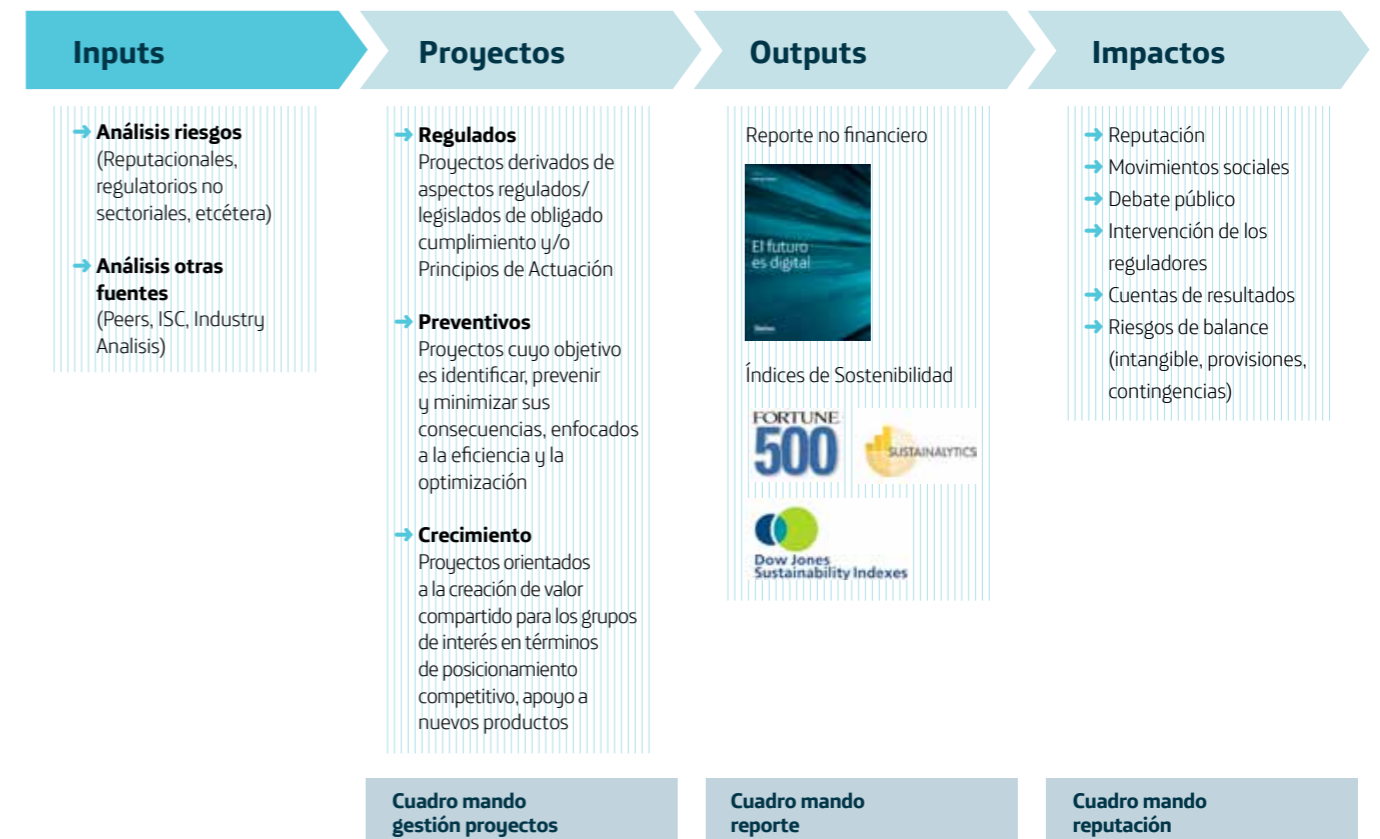 Inputs
Proyectos
Outputs
Impactos
→ Análisis riesgos
(Reputacionales,
regulatorios no
sectoriales, etcétera)
→ Análisis otras
fuentes
(Peers, ISC, Industry
Analisis)
→ Regulados
Proyectos derivados de
aspectos regulados/
legislados de obligado
cumplimiento y/o
Principios de Actuación
→ Preventivos
Proyectos cuyo objetivo
es identificar, prevenir
y minimizar sus
consecuencias, enfocados
a la eficiencia y la
optimización
→ Crecimiento
Proyectos orientados
a la creación de valor
compartido para los grupos
de interés en términos
de posicionamiento
competitivo, apoyo a
nuevos productos
Reporte no financiero
El futuro
es digital
Índices de Sostenibilidad
FORTUNE
500
SUSTAINALYTICS
Dow Jones
Sustainability Indexes
→ Reputación
→ Movimientos sociales
→ Debate público
→ Intervención de los
reguladores
→ Cuentas de resultados
→ Riesgos de balance
(intangible, provisiones,
contingencias)
Cuadro mando
gestión proyectos
Cuadro mando
reporte
Cuadro mando
reputación